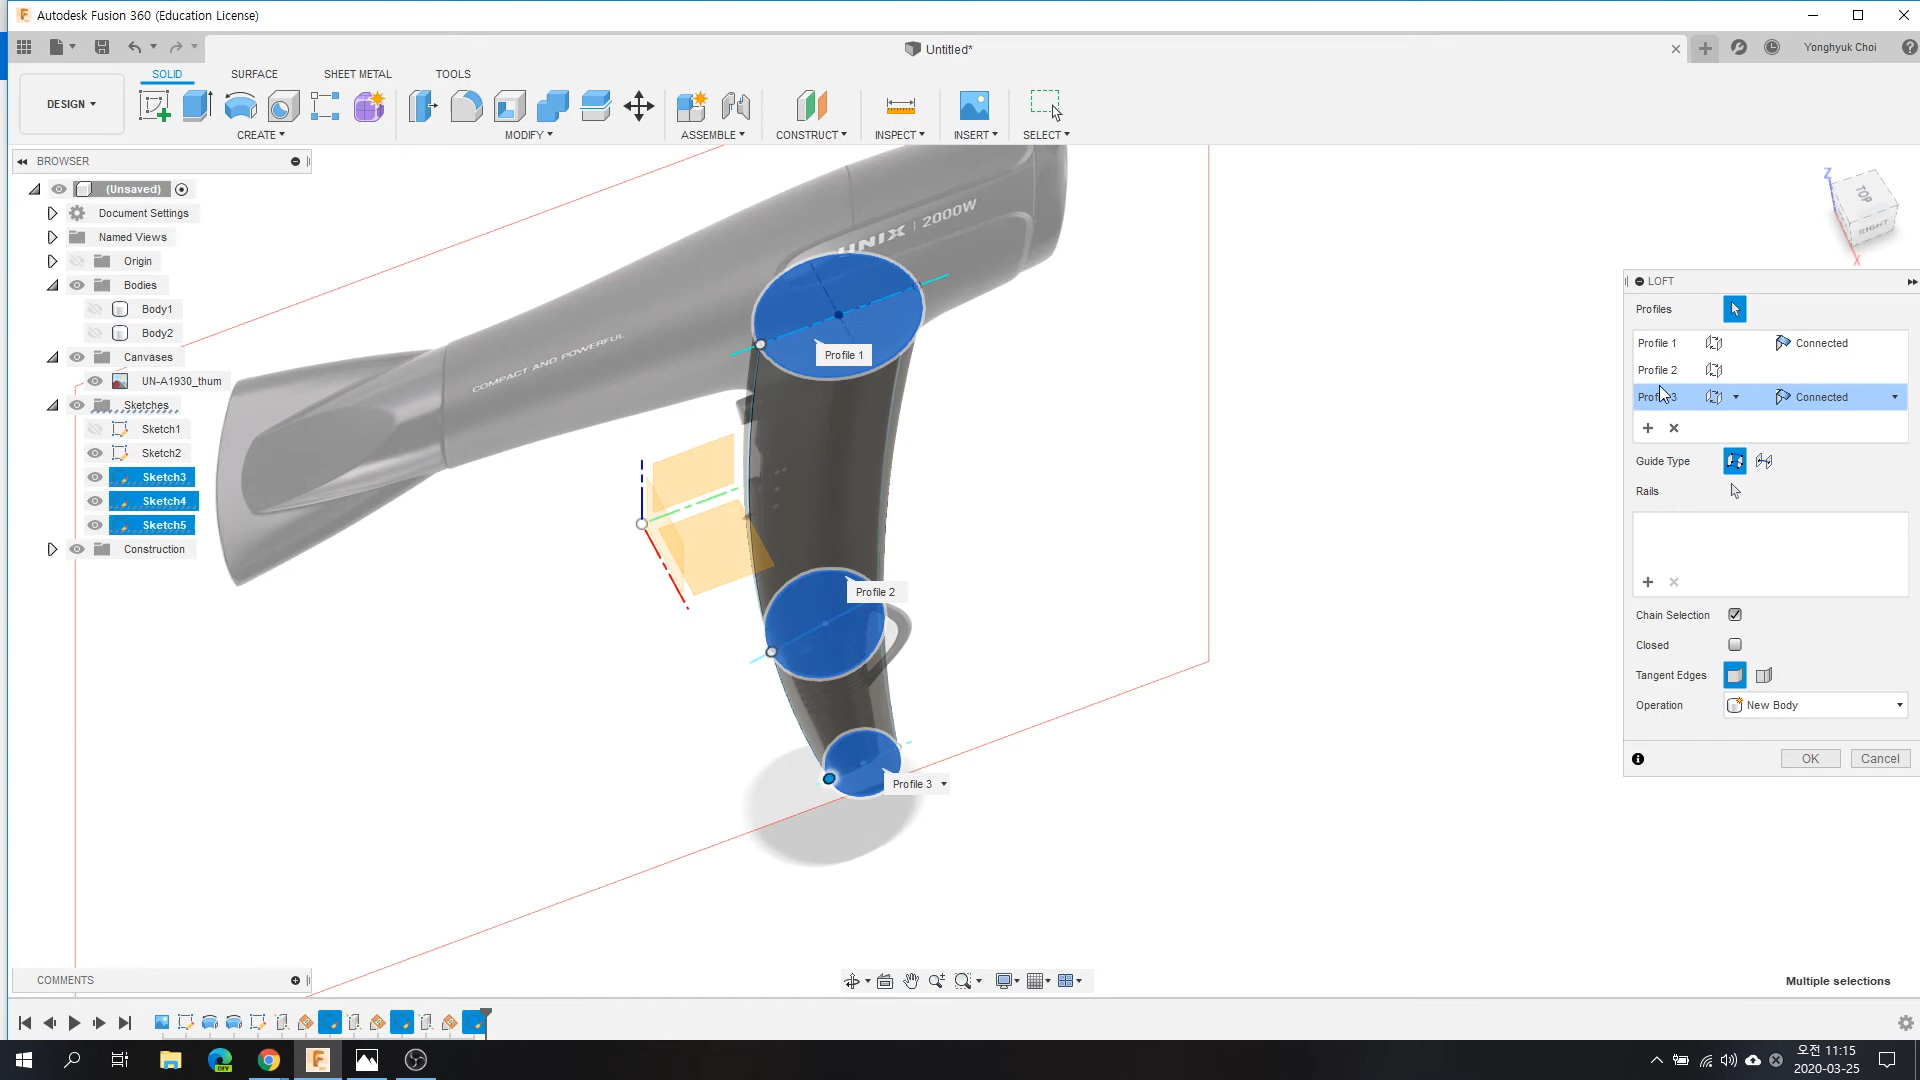 Autodesk Fusion 360 (Education License)
Untitled*
Yonghyuk Choi
DESIGN
SOLID
SURFACE
SHEET METAL
TOOLS
CREATE
MODIFY
ASSEMBLE
CONSTRUCT
INSPECT
INSERT
SELECT
BROWSER
(Unsaved)
Document Settings
Named Views
Origin
Bodies
Body1
Body2
Canvases
UN-A1930_thum
Sketches
Sketch1
Sketch2
Sketch3
Sketch4
Sketch5
Construction
2000W
COMPACT AND POWERFUL
Profile 1
Profile 2
Profile 3
Z
TOP
RIGHT
X
LOFT
Profiles
Profile 1 Connected
Profile 2
Connected
Guide Type
Rails
Chain Selection
Closed
Tangent Edges
Operation New Body
OK Cancel
COMMENTS
Multiple selections
DEV
오전 11:15
2020-03-25